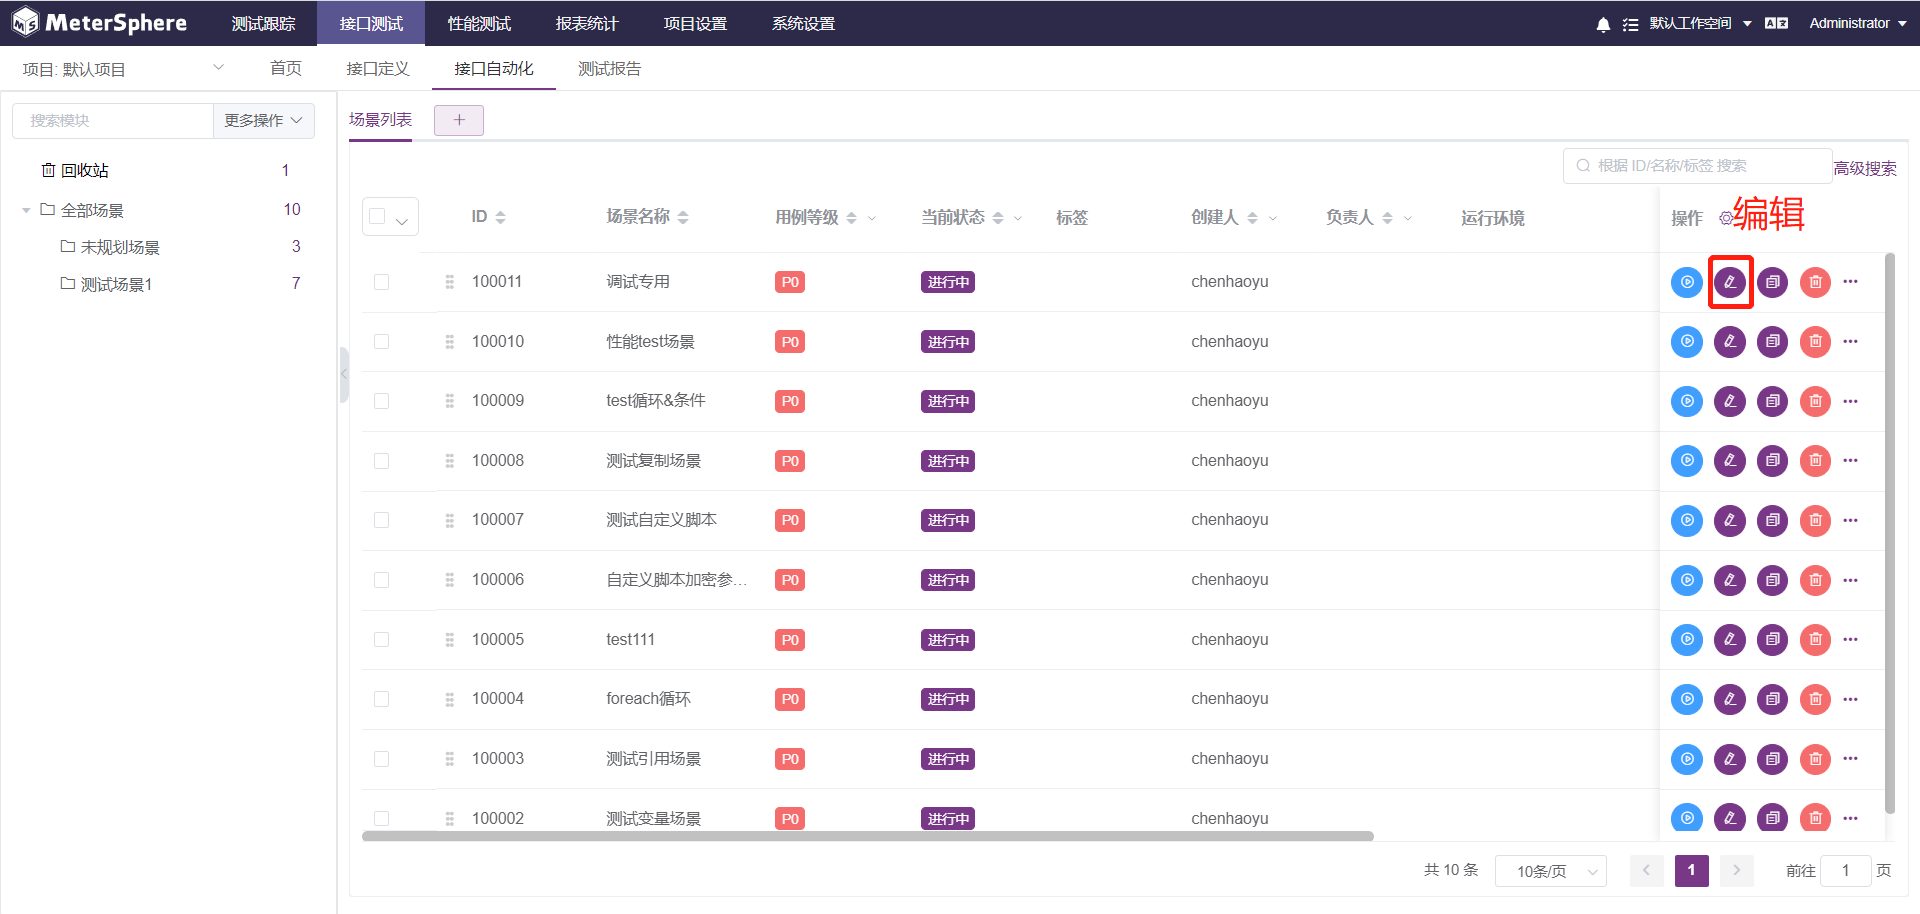 MeterSphere 测试跟踪 接口测试 性能测试 报表统计 项目设置 系统设置 默认工作空间 Administrator
项目: 默认项目 首页 接口定义 接口自动化 测试报告
搜索模块 更多操作
回收站 1
全部场景 10
未规划场景 3
测试场景1 7
场景列表 +
根据 ID/名称/标签 搜索 高级搜索
ID 场景名称 用例等级 当前状态 标签 创建人 负责人 运行环境 操作 编辑
100011 调试专用 P0 进行中 chenhaoyu
100010 性能test场景 P0 进行中 chenhaoyu
100009 test循环&条件 P0 进行中 chenhaoyu
100008 测试复制场景 P0 进行中 chenhaoyu
100007 测试自定义脚本 P0 进行中 chenhaoyu
100006 自定义脚本加密参... P0 进行中 chenhaoyu
100005 test111 P0 进行中 chenhaoyu
100004 foreach循环 P0 进行中 chenhaoyu
100003 测试引用场景 P0 进行中 chenhaoyu
100002 测试变量场景 P0 进行中 chenhaoyu
共 10 条 10条/页 1 前往 1 页